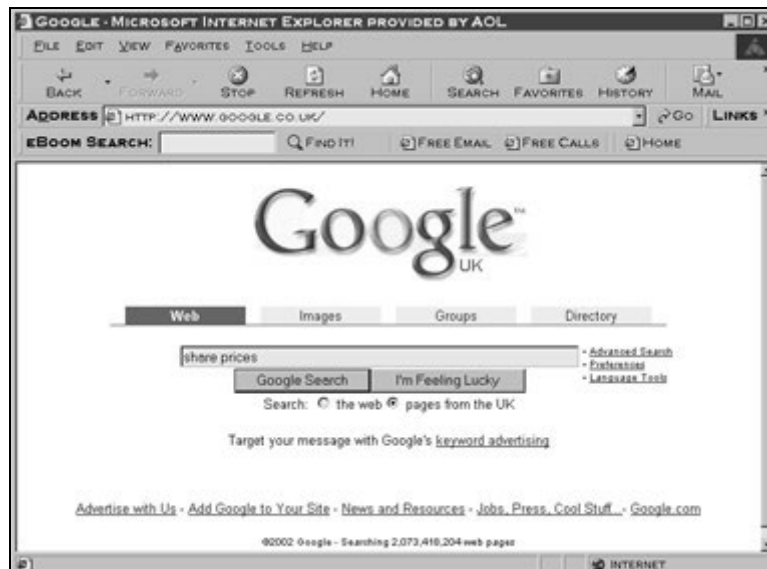 GOOGLE - MICROSOFT INTERNET EXPLORER PROVIDED BY AOL
FILE EDIT VIEW FAVORITES TOOLS HELP
BACK FORWARD STOP REFRESH HOME SEARCH FAVORITES HISTORY MAIL
ADDRESS HTTP://WWW.GOOGLE.CO.UK/ GO LINKS
EBOOM SEARCH: FIND IT! FREE EMAIL FREE CALLS HOME
Google™
UK
Web Images Groups Directory
share prices
- Advanced Search
- Preferences
- Language Tools
Google Search I'm Feeling Lucky
Search: the web pages from the UK
Target your message with Google's keyword advertising
Advertise with Us - Add Google to Your Site - News and Resources - Jobs, Press, Cool Stuff... - Google.com
©2002 Google - Searching 2,073,418,204 web pages
INTERNET